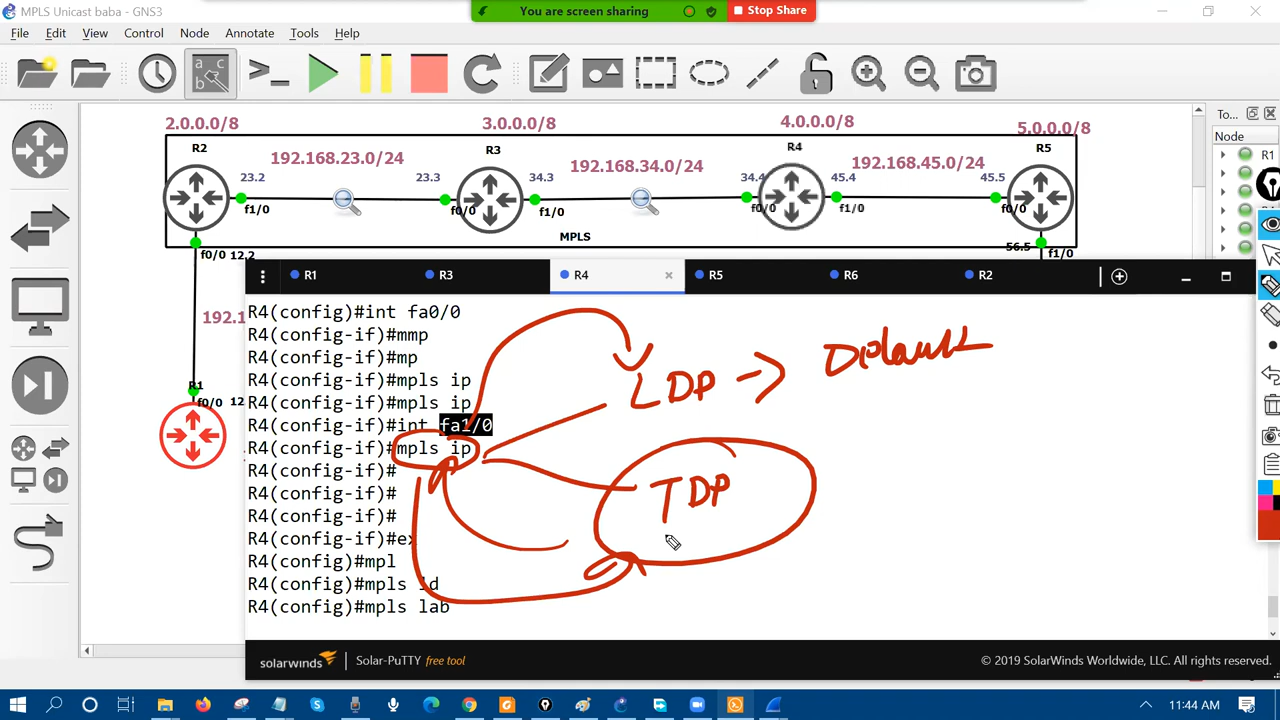 MPLS Unicast baba - GNS3
You are screen sharing
Stop Share
File Edit View Control Node Annotate Tools Help
2.0.0.0/8 3.0.0.0/8 4.0.0.0/8 5.0.0.0/8
R2 R3 R4 R5
192.168.23.0/24 192.168.34.0/24 192.168.45.0/24
23.2 23.3 34.3 34.4 45.4 45.5
f1/0 f0/0 f1/0 f0/0 f1/0 f0/0
MPLS
f0/0 12.2 56.5 f1/0
192.1
R1
f0/0 12
To...
Node
R1
R1 R3 R4 × R5 R6 R2
R4(config)#int fa0/0
R4(config-if)#mmp
R4(config-if)#mp
R4(config-if)#mpls ip
R4(config-if)#mpls ip
R4(config-if)#int fa1/0
R4(config-if)#mpls ip
R4(config-if)#
R4(config-if)#
R4(config-if)#
R4(config-if)#ex
R4(config)#mpl
R4(config)#mpls ld
R4(config)#mpls lab
LDP
TDP
solarwinds Solar-PuTTY free tool
© 2019 SolarWinds Worldwide, LLC. All rights reserved.
11:44 AM